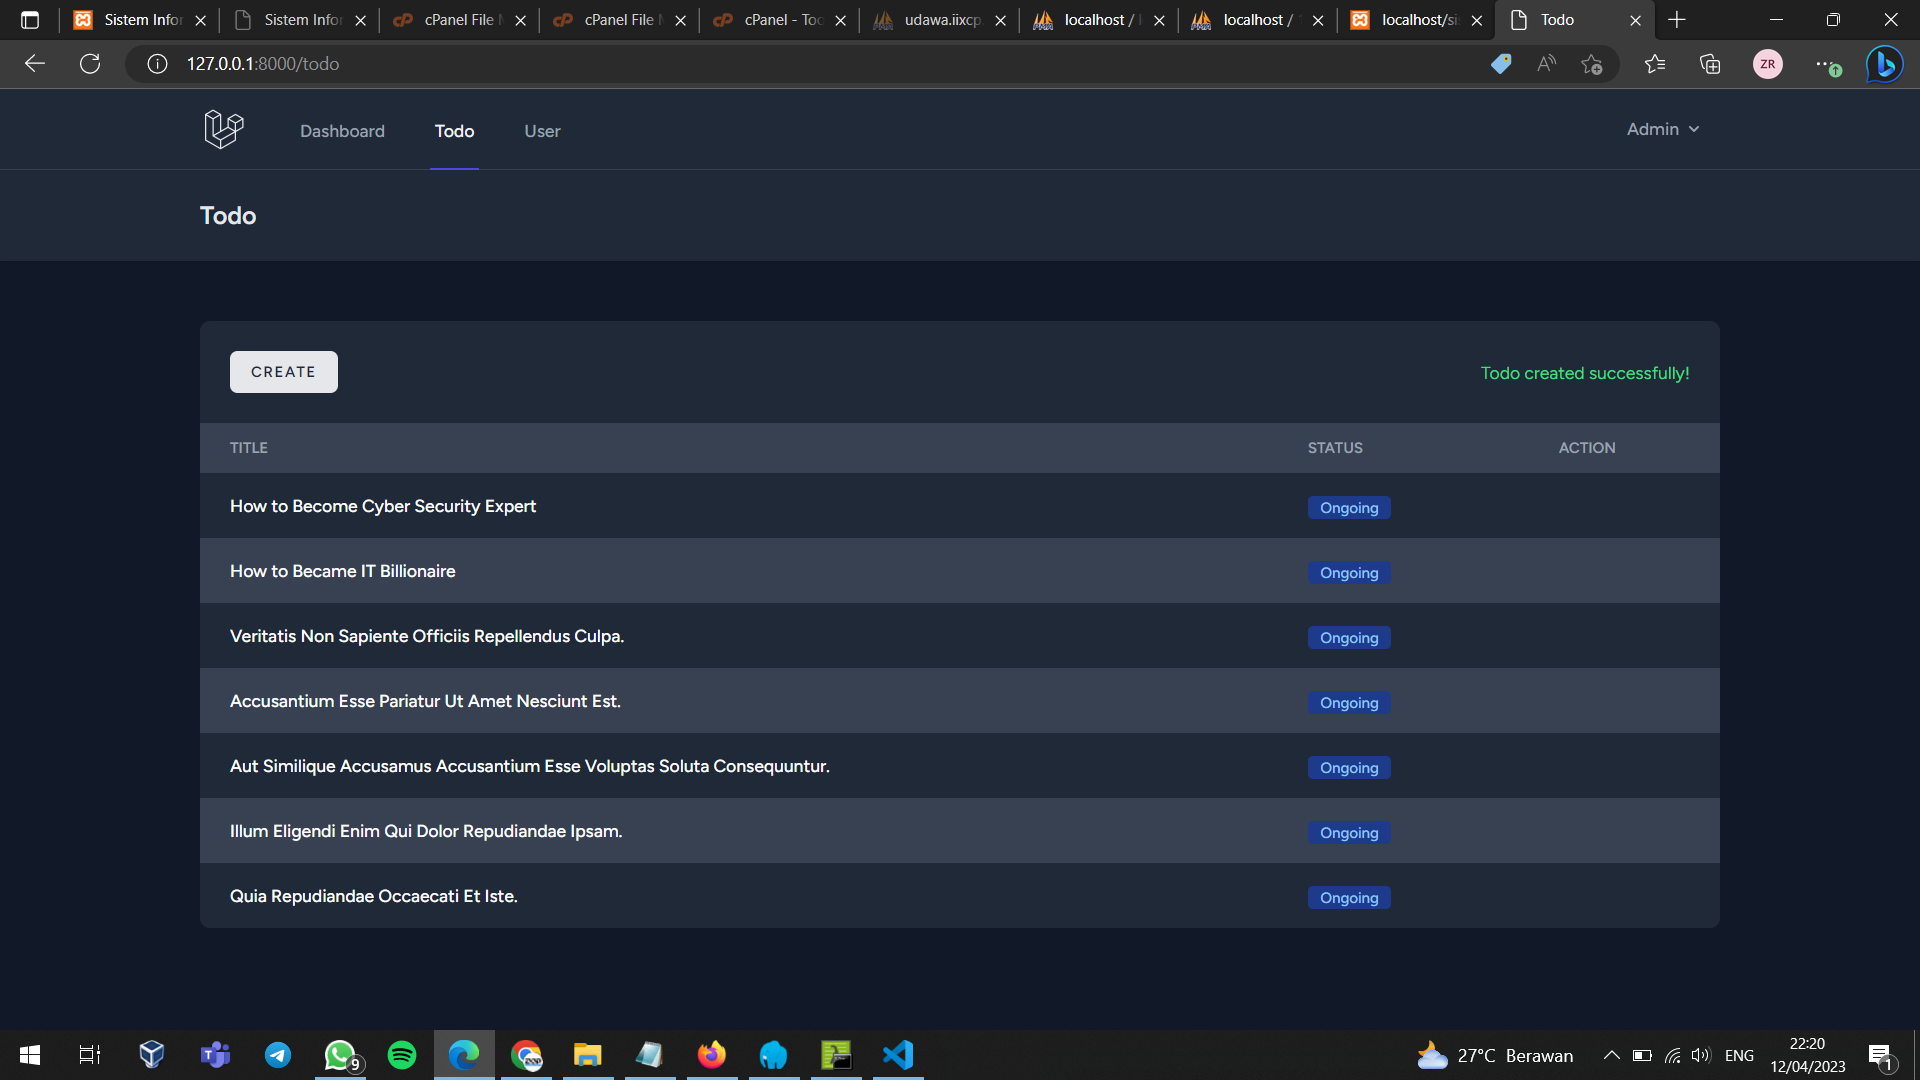 Sistem Infor
Sistem Infor
cPanel File M
cPanel File M
cPanel - Too
udawa.iixcp
localhost /
localhost /
localhost/si
Todo
127.0.0.1:8000/todo
ZR
Dashboard
Todo
User
Admin
Todo
CREATE
Todo created successfully!
TITLE STATUS ACTION
How to Become Cyber Security Expert Ongoing
How to Became IT Billionaire Ongoing
Veritatis Non Sapiente Officiis Repellendus Culpa. Ongoing
Accusantium Esse Pariatur Ut Amet Nesciunt Est. Ongoing
Aut Similique Accusamus Accusantium Esse Voluptas Soluta Consequuntur. Ongoing
Illum Eligendi Enim Qui Dolor Repudiandae Ipsam. Ongoing
Quia Repudiandae Occaecati Et Iste. Ongoing
9
27°C Berawan
ENG
22:20
12/04/2023
1